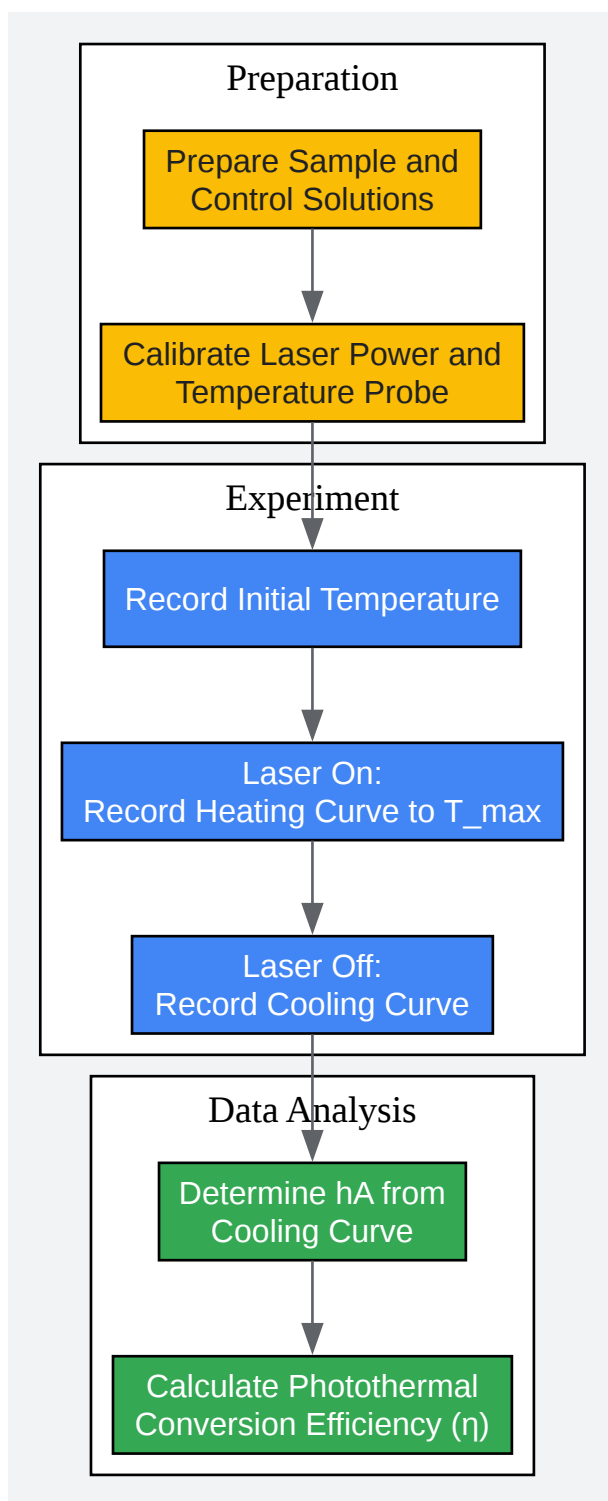 Preparation
Prepare Sample and
Control Solutions
Calibrate Laser Power and
Temperature Probe
Experiment
Record Initial Temperature
Laser On:
Record Heating Curve to T_max
Laser Off:
Record Cooling Curve
Data Analysis
Determine hA from
Cooling Curve
Calculate Photothermal
Conversion Efficiency (η)